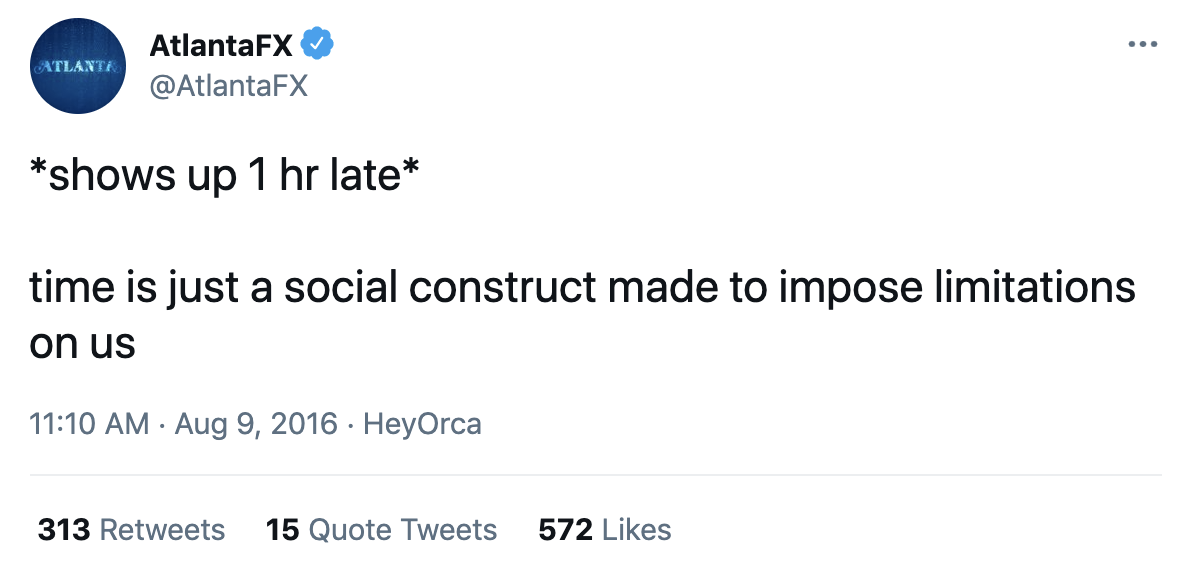 ATLANTA
AtlantaFX
@AtlantaFX
*shows up 1 hr late*
time is just a social construct made to impose limitations
on us
11:10 AM · Aug 9, 2016 · HeyOrca
313 Retweets 15 Quote Tweets 572 Likes